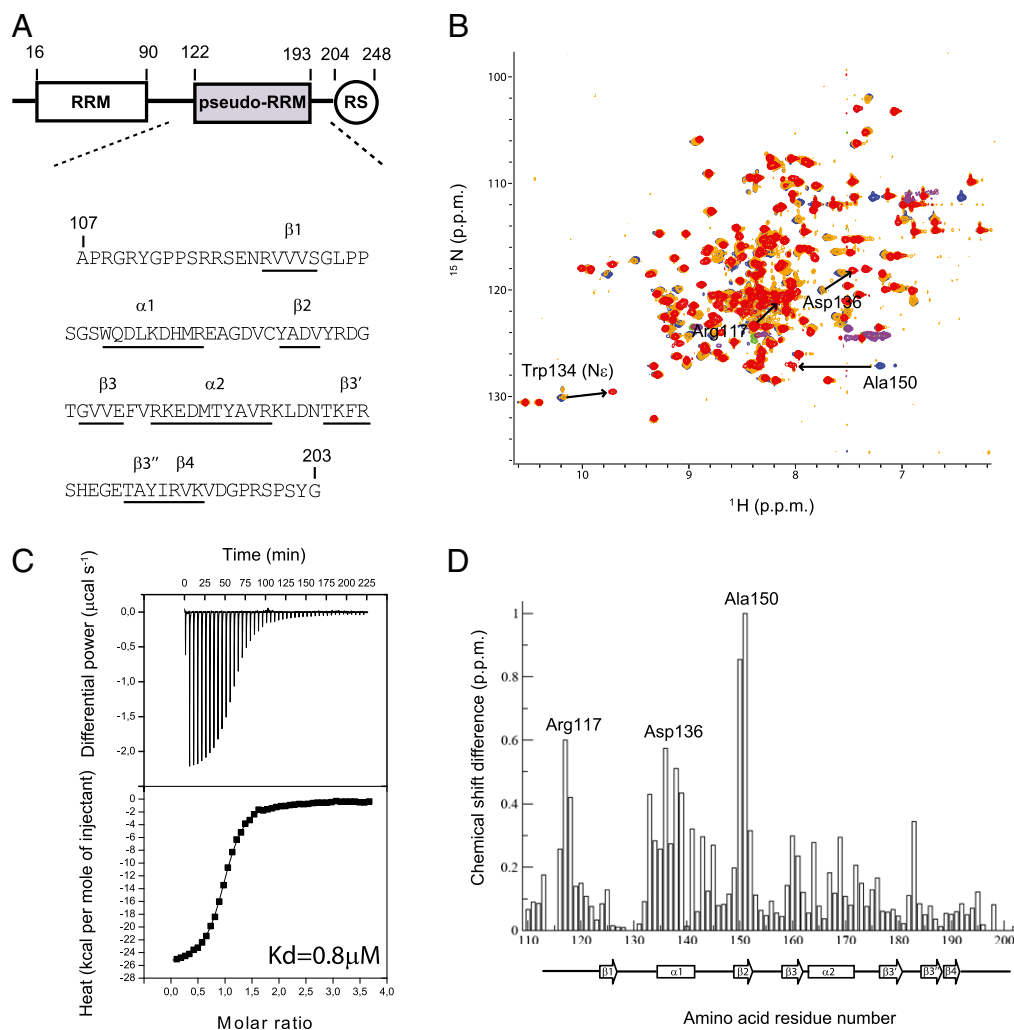 A
16 90 122 193 204 248
RRM pseudo-RRM RS
107
β1
APRGRYGPPSRRSENRVVVSGLPP
α1 β2
SGSWQDLKDHMREAGDVCYADVYRDG
β3 α2 β3'
TGVVEFVRKEDMTYAVRKLDNTKFR
β3'' β4 203
SHEGETAYIRVKVDGPRSPSYG
B
100
110
120
130
15 N (p.p.m.)
Asp136
Arg117
Trp134 (Nε)
Ala150
10 9 8 7
1H (p.p.m.)
C
Time (min)
0 25 50 75 100 125 150 175 200 225
Differential power (μcal s-1)
0,0
-0,5
-1,0
-1,5
-2,0
Heat (kcal per mole of injectant)
0
-2
-4
-6
-8
-10
-12
-14
-16
-18
-20
-22
-24
-26
-28
Kd=0.8μM
0,0 0,5 1,0 1,5 2,0 2,5 3,0 3,5 4,0
Molar ratio
D
Ala150
Arg117
Asp136
Chemical shift difference (p.p.m.)
1
0.8
0.6
0.4
0.2
0
110 120 130 140 150 160 170 180 190 200
β1 α1 β2 β3 α2 β3' β3'' β4
Amino acid residue number